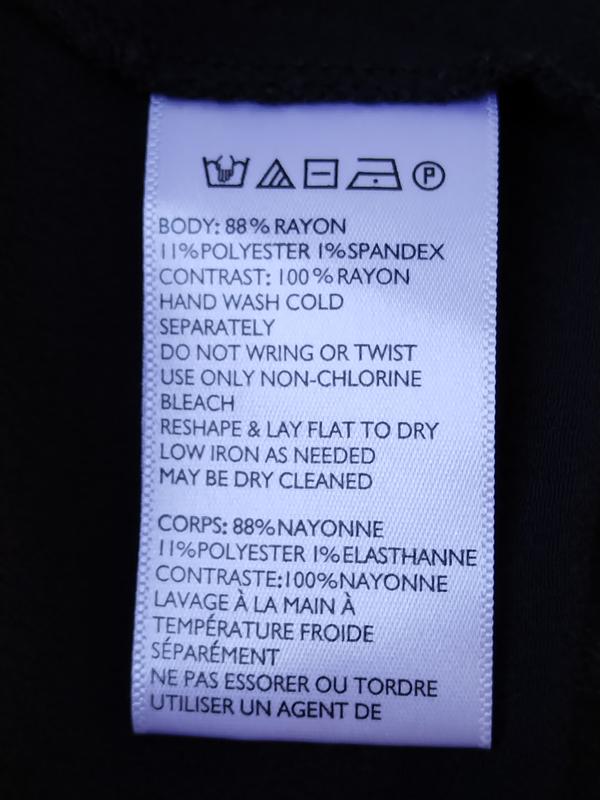 P
BODY: 88% RAYON
11%POLYESTER 1%SPANDEX
CONTRAST: 100%RAYON
HAND WASH COLD
SEPARATELY
DO NOT WRING OR TWIST
USE ONLY NON-CHLORINE
BLEACH
RESHAPE & LAY FLAT TO DRY
LOW IRON AS NEEDED
MAY BE DRY CLEANED
CORPS: 88%NAYONNE
11%POLYESTER 1%ELASTHANNE
CONTRASTE:100%NAYONNE
LAVAGE À LA MAIN À
TEMPÉRATURE FROIDE
SÉPARÉMENT
NE PAS ESSORER OU TORDRE
UTILISER UN AGENT DE